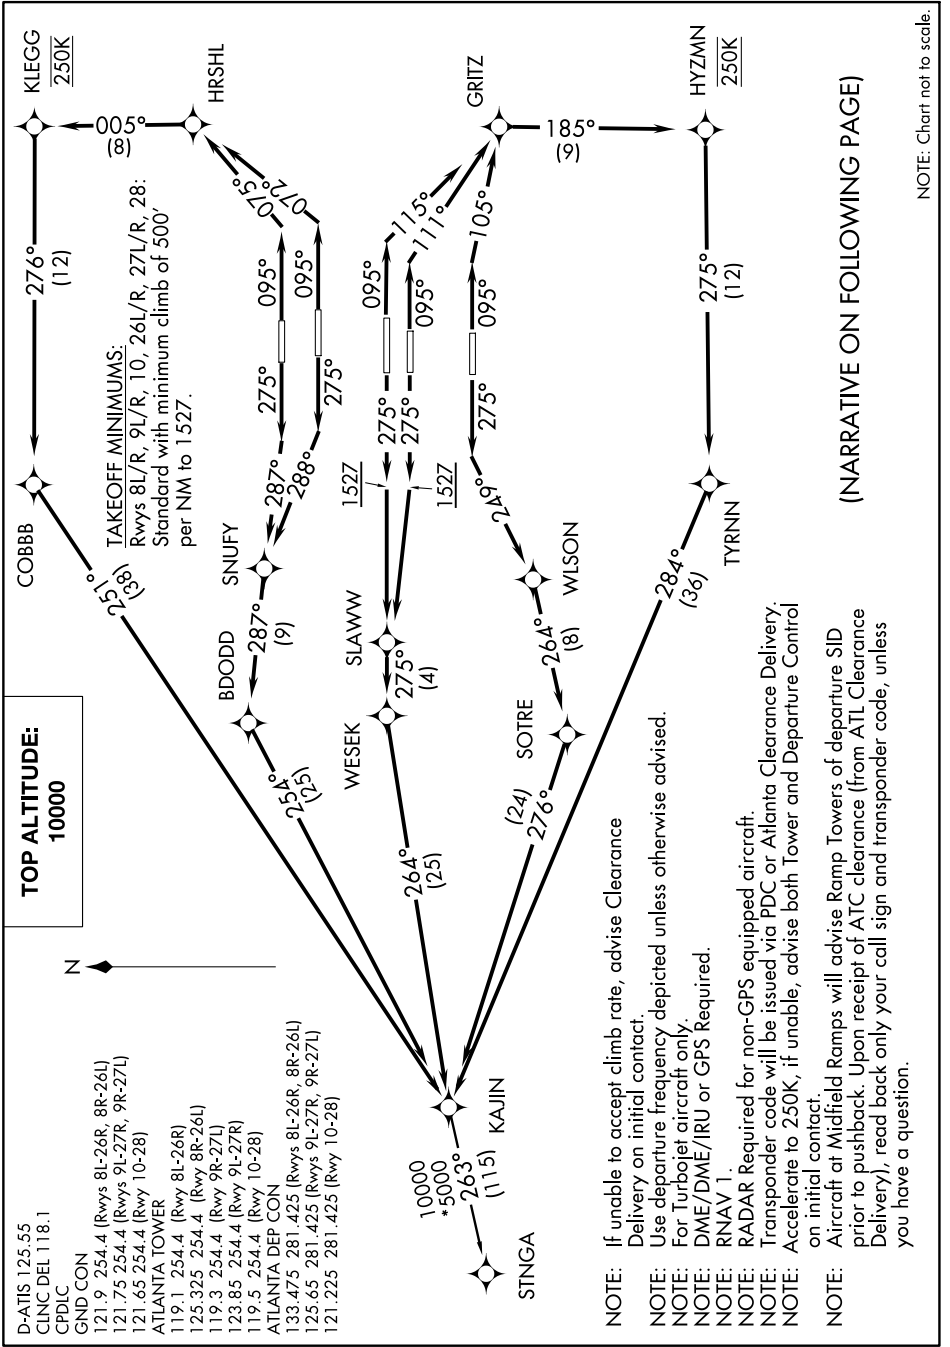 D-ATIS 125.55
CLNC DEL 118.1
CPDLC
GND CON
121.9 254.4 (Rwys 8L-26R, 8R-26L)
121.75 254.4 (Rwys 9L-27R, 9R-27L)
121.65 254.4 (Rwy 10-28)
ATLANTA TOWER
119.1 254.4 (Rwy 8L-26R)
125.325 254.4 (Rwy 8R-26L)
119.3 254.4 (Rwy 9R-27L)
123.85 254.4 (Rwy 9L-27R)
119.5 254.4 (Rwy 10-28)
ATLANTA DEP CON
133.475 281.425 (Rwys 8L-26R, 8R-26L)
125.65 281.425 (Rwys 9L-27R, 9R-27L)
121.225 281.425 (Rwy 10-28)
N
TOP ALTITUDE:
10000
COBBB
276°
(12)
KLEGG
250K
005°
(8)
HRSHL
TAKEOFF MINIMUMS:
Rwys 8L/R, 9L/R, 10, 26L/R, 27L/R, 28:
Standard with minimum climb of 500'
per NM to 1527.
251°
(38)
SNUFY
287°
288°
275°
275°
095°
095°
075°
072°
BDODD
287°
(9)
254°
(25)
SLAWW
1527
1527
275°
275°
095°
095°
115°
111°
GRITZ
WESEK
275°
(4)
264°
(25)
185°
(9)
275°
095°
105°
249°
WLSON
264°
(8)
SOTRE
(24)
276°
HYZMN
250K
275°
(12)
TYRNN
284°
(36)
KAJIN
10000
*5000
263°
(115)
STNGA
NOTE: If unable to accept climb rate, advise Clearance
Delivery on initial contact.
NOTE: Use departure frequency depicted unless otherwise advised.
NOTE: For Turbojet aircraft only.
NOTE: DME/DME/IRU or GPS Required.
NOTE: RNAV 1.
NOTE: RADAR Required for non-GPS equipped aircraft.
NOTE: Transponder code will be issued via PDC or Atlanta Clearance Delivery.
NOTE: Accelerate to 250K, if unable, advise both Tower and Departure Control
on initial contact.
NOTE: Aircraft at Midfield Ramps will advise Ramp Towers of departure SID
prior to pushback. Upon receipt of ATC clearance (from ATL Clearance
Delivery), read back only your call sign and transponder code, unless
you have a question.
(NARRATIVE ON FOLLOWING PAGE)
NOTE: Chart not to scale.